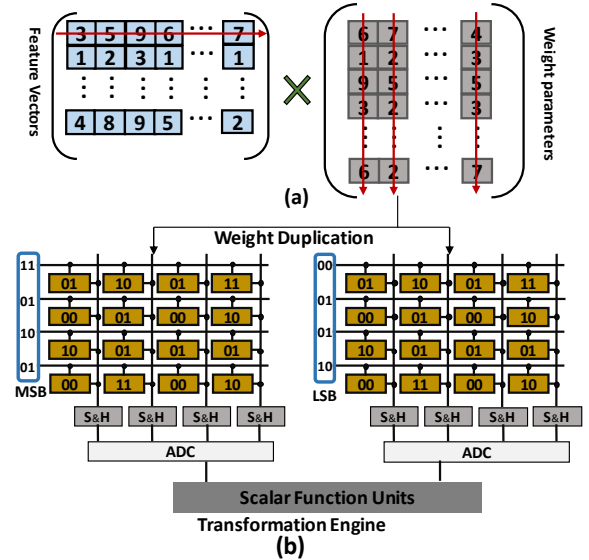 Feature Vectors
3 5 9 6 ... 7
1 2 3 1 ... 1
4 8 9 5 ... 2
6 7 ... 4
1 2 ... 3
9 5 ... 5
3 2 ... 3
6 2 ... 7
Weight parameters
(a)
Weight Duplication
11
01 10 01 11
01
00 01 00 10
10
10 01 01 01
01
00 11 00 10
MSB
S&H S&H S&H S&H
ADC
00
01 10 01 11
01
00 01 00 10
01
10 01 01 01
10
00 11 00 10
LSB
S&H S&H S&H S&H
ADC
Scalar Function Units
Transformation Engine
(b)